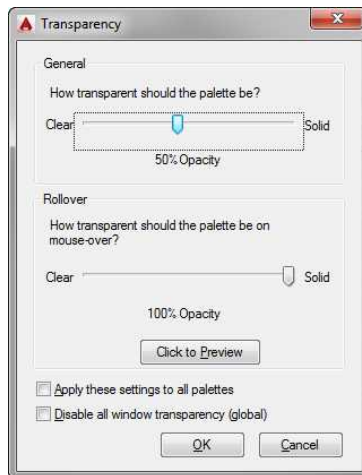 Transparency
General
How transparent should the palette be?
Clear Solid
50% Opacity
Rollover
How transparent should the palette be on
mouse-over?
Clear Solid
100% Opacity
Click to Preview
Apply these settings to all palettes
Disable all window transparency (global)
OK Cancel